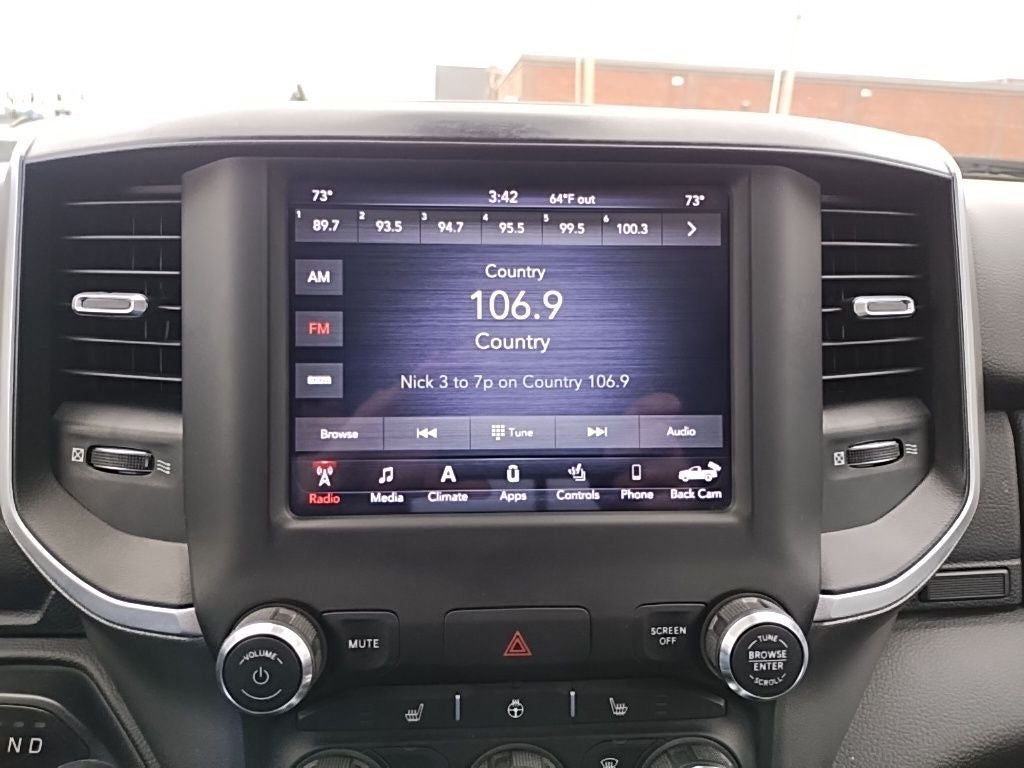 73° 3:42 64°F out 73°
1 89.7 2 93.5 3 94.7 4 95.5 5 99.5 6 100.3
AM
FM
Country
106.9
Country
Nick 3 to 7p on Country 106.9
Browse Tune Audio
Radio Media A Climate Apps Controls Phone Back Cam
VOLUME
MUTE
SCREEN
OFF
TUNE
BROWSE
ENTER
SCROLL
N D